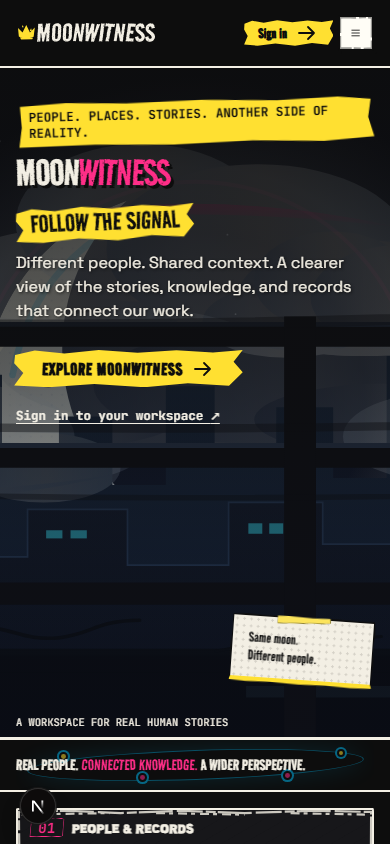 MOONWITNESS
Sign in →
≡
PEOPLE. PLACES. STORIES. ANOTHER SIDE OF
REALITY.
MOONWITNESS
FOLLOW THE SIGNAL
Different people. Shared context. A clearer
view of the stories, knowledge, and records
that connect our work.
EXPLORE MOONWITNESS →
Sign in to your workspace ↗
Same moon.
Different people.
A WORKSPACE FOR REAL HUMAN STORIES
REAL PEOPLE. CONNECTED KNOWLEDGE. A WIDER PERSPECTIVE.
N
01 PEOPLE & RECORDS